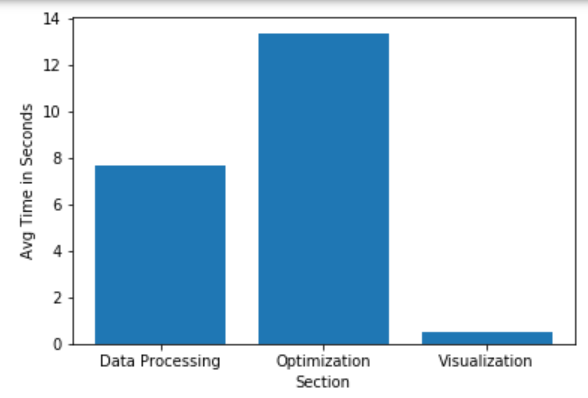 14
12
10
8
6
4
2
0
Avg Time in Seconds
Data Processing
Optimization
Visualization
Section